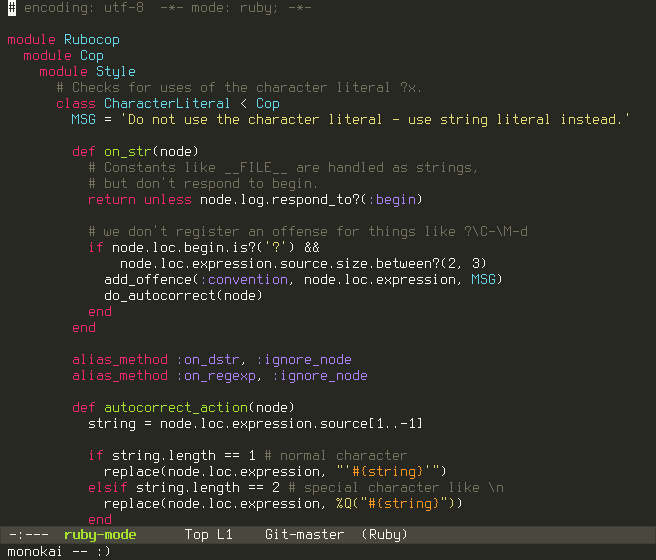 # encoding: utf-8  -*- mode: ruby; -*-

module Rubocop
  module Cop
    module Style
      # Checks for uses of the character literal ?x.
      class CharacterLiteral < Cop
        MSG = 'Do not use the character literal - use string literal instead.'

        def on_str(node)
          # Constants like __FILE__ are handled as strings,
          # but don't respond to begin.
          return unless node.log.respond_to?(:begin)

          # we don't register an offense for things like ?\C-\M-d
          if node.loc.begin.is?('?') &&
              node.loc.expression.source.size.between?(2, 3)
            add_offence(:convention, node.loc.expression, MSG)
            do_autocorrect(node)
          end
        end

        alias_method :on_dstr, :ignore_node
        alias_method :on_regexp, :ignore_node

        def autocorrect_action(node)
          string = node.loc.expression.source[1..-1]

          if string.length == 1 # normal character
            replace(node.loc.expression, "'#{string}'")
          elsif string.length == 2 # special character like \n
            replace(node.loc.expression, %Q("#{string}"))
          end
-:---  ruby-mode      Top L1    Git-master  (Ruby)
monokai -- :)